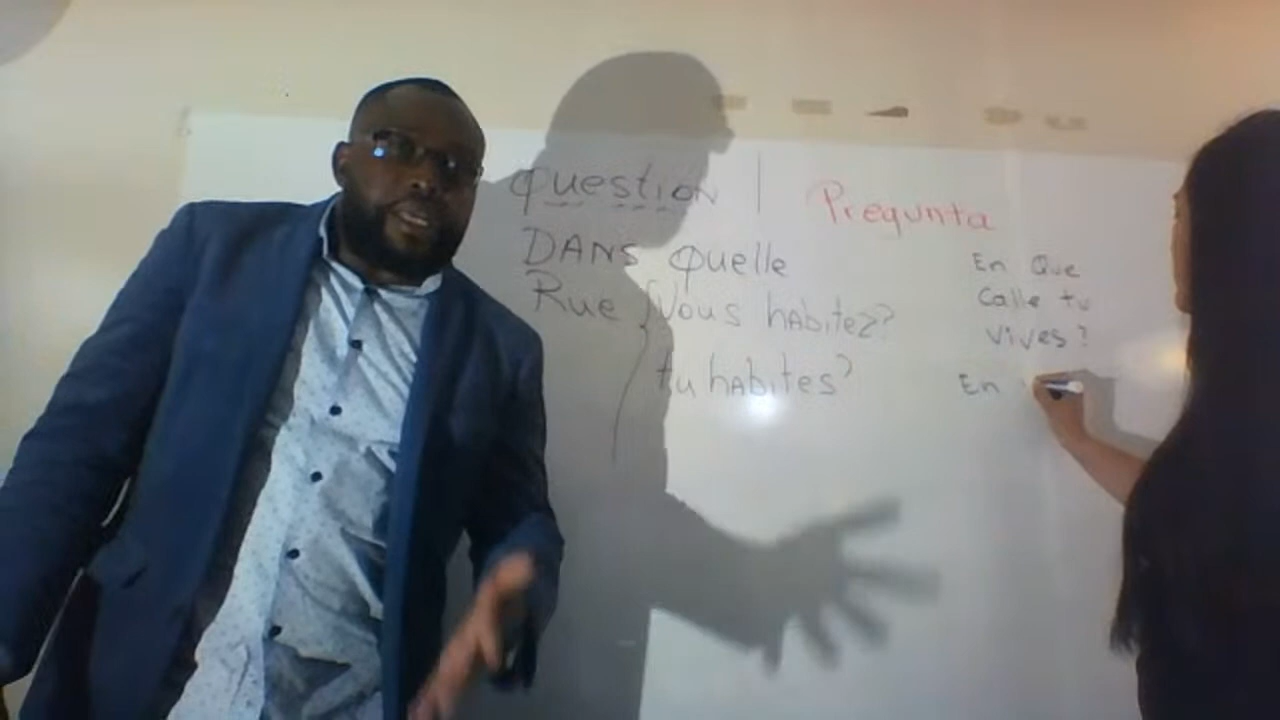 Question | Pregunta
DANS Quelle
Rue { Vous habitez?
tu habites?
En Que
Calle tu
Vives?
En